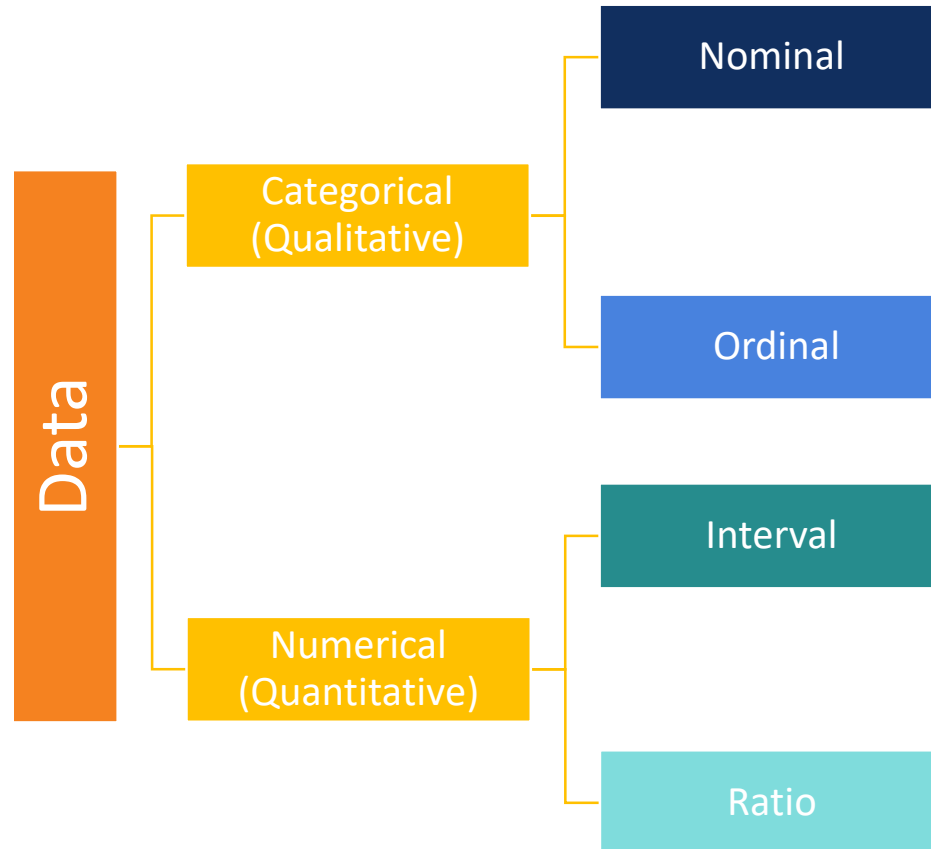 Data
Categorical
(Qualitative)
Nominal
Ordinal
Numerical
(Quantitative)
Interval
Ratio